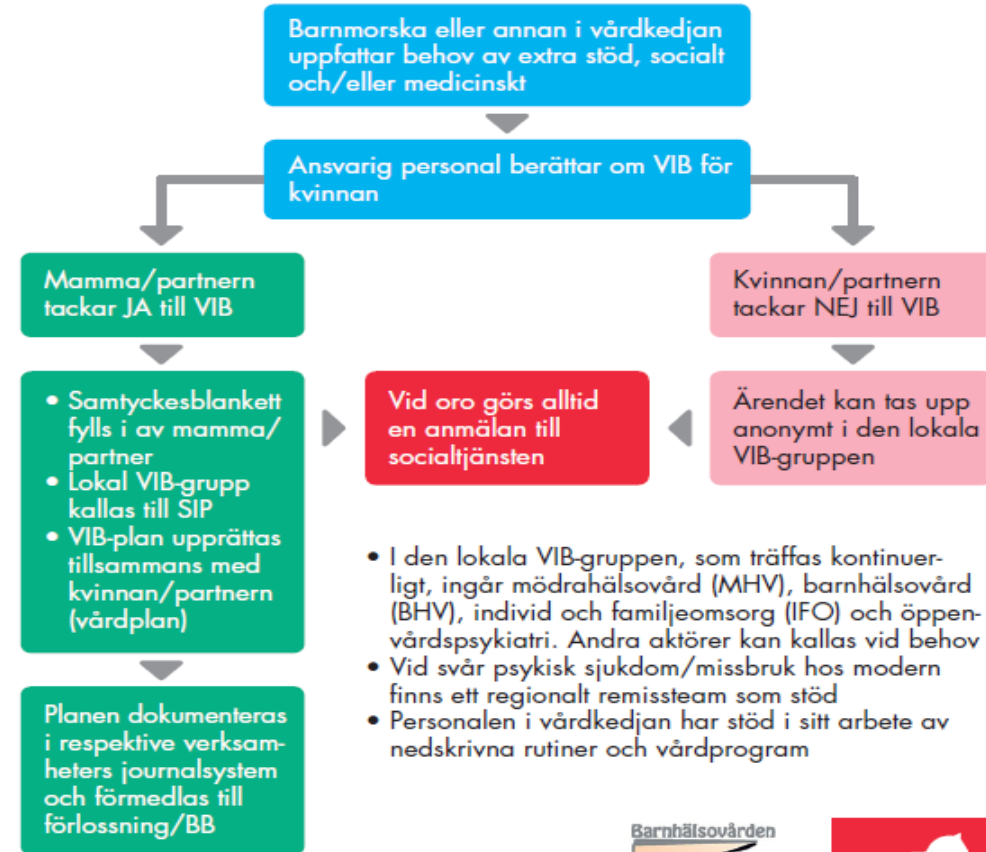 Barnmorska eller annan i vårdkedjan
uppfattar behov av extra stöd, socialt
och/eller medicinskt
Ansvarig personal berättar om VIB för
kvinnan
Mamma/partnern
tackar JA till VIB
Kvinnan/partnern
tackar NEJ till VIB
• Samtyckesblankett
fylls i av mamma/
partner
• Lokal VIB-grupp
kallas till SIP
• VIB-plan upprättas
tillsammans med
kvinnan/partnern
(vårdplan)
Vid oro görs alltid
en anmälan till
socialtjänsten
Ärendet kan tas upp
anonymt i den lokala
VIB-gruppen
• I den lokala VIB-gruppen, som träffas kontinuer-
ligt, ingår mödrahälsovård (MHV), barnhälsovård
(BHV), individ och familjeomsorg (IFO) och öppen-
vårdspsykiatri. Andra aktörer kan kallas vid behov
• Vid svår psykisk sjukdom/missbruk hos modern
finns ett regionalt remissteam som stöd
• Personalen i vårdkedjan har stöd i sitt arbete av
nedskrivna rutiner och vårdprogram
Planen dokumenteras
i respektive verksam-
heters journalsystem
och förmedlas till
förlossning/BB
Barnhälsovården